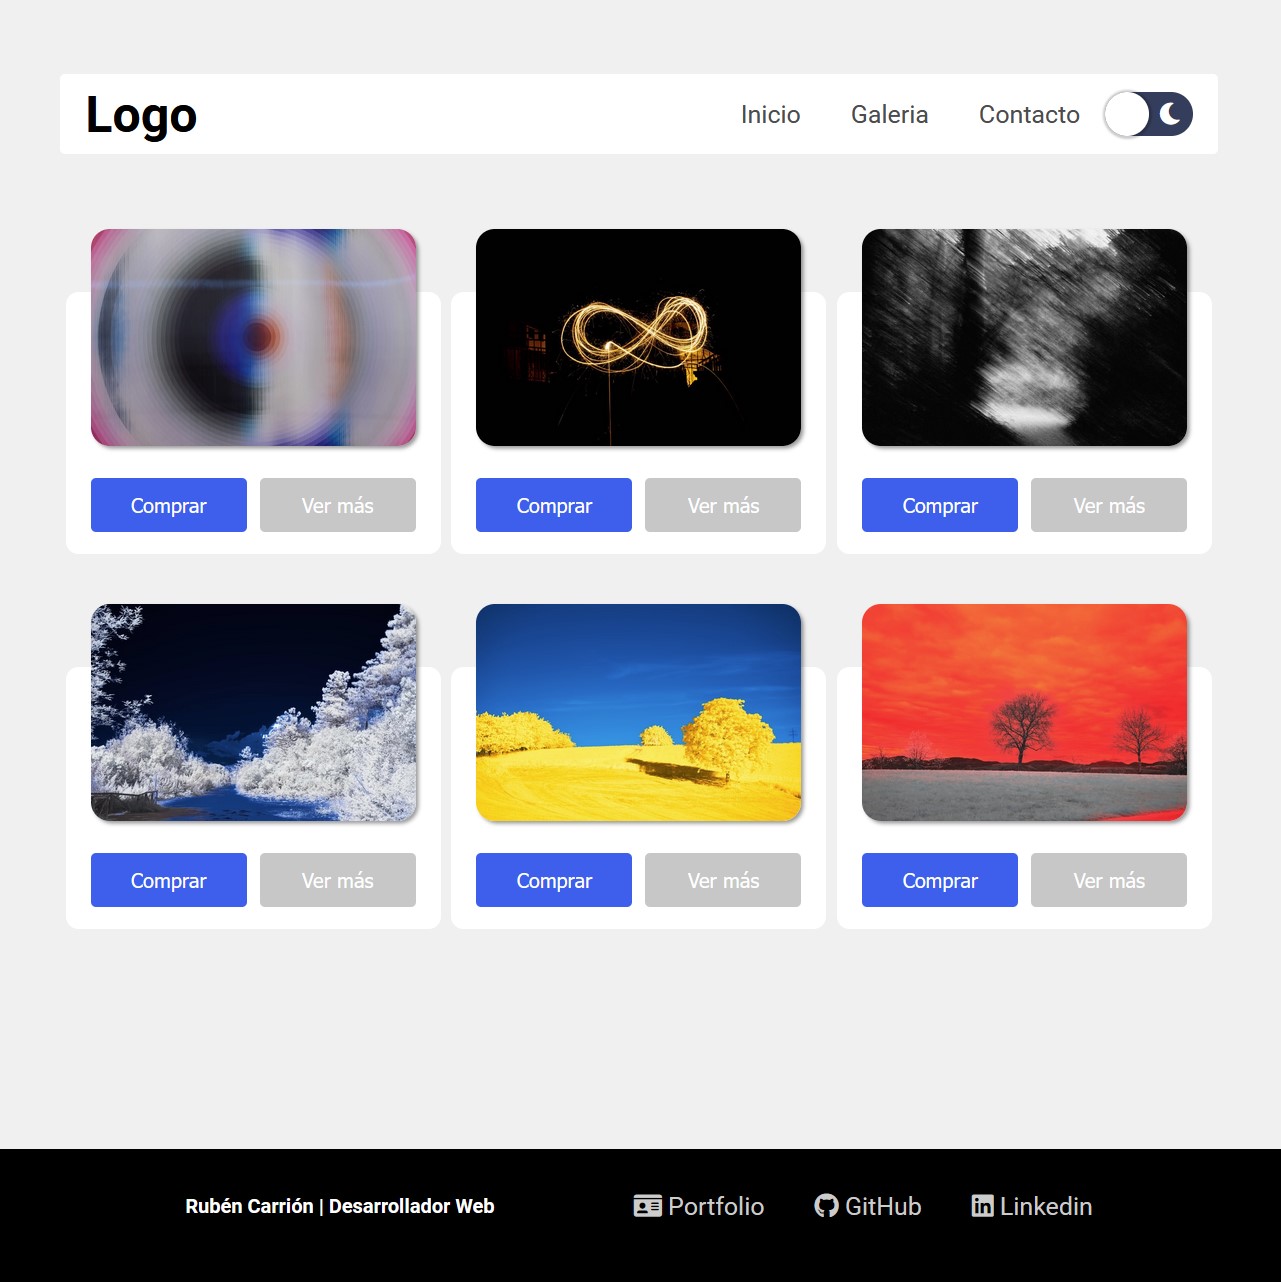 Logo
Inicio Galeria Contacto
Comprar Ver más
Comprar Ver más
Comprar Ver más
Comprar Ver más
Comprar Ver más
Comprar Ver más
Rubén Carrión | Desarrollador Web
Portfolio GitHub Linkedin